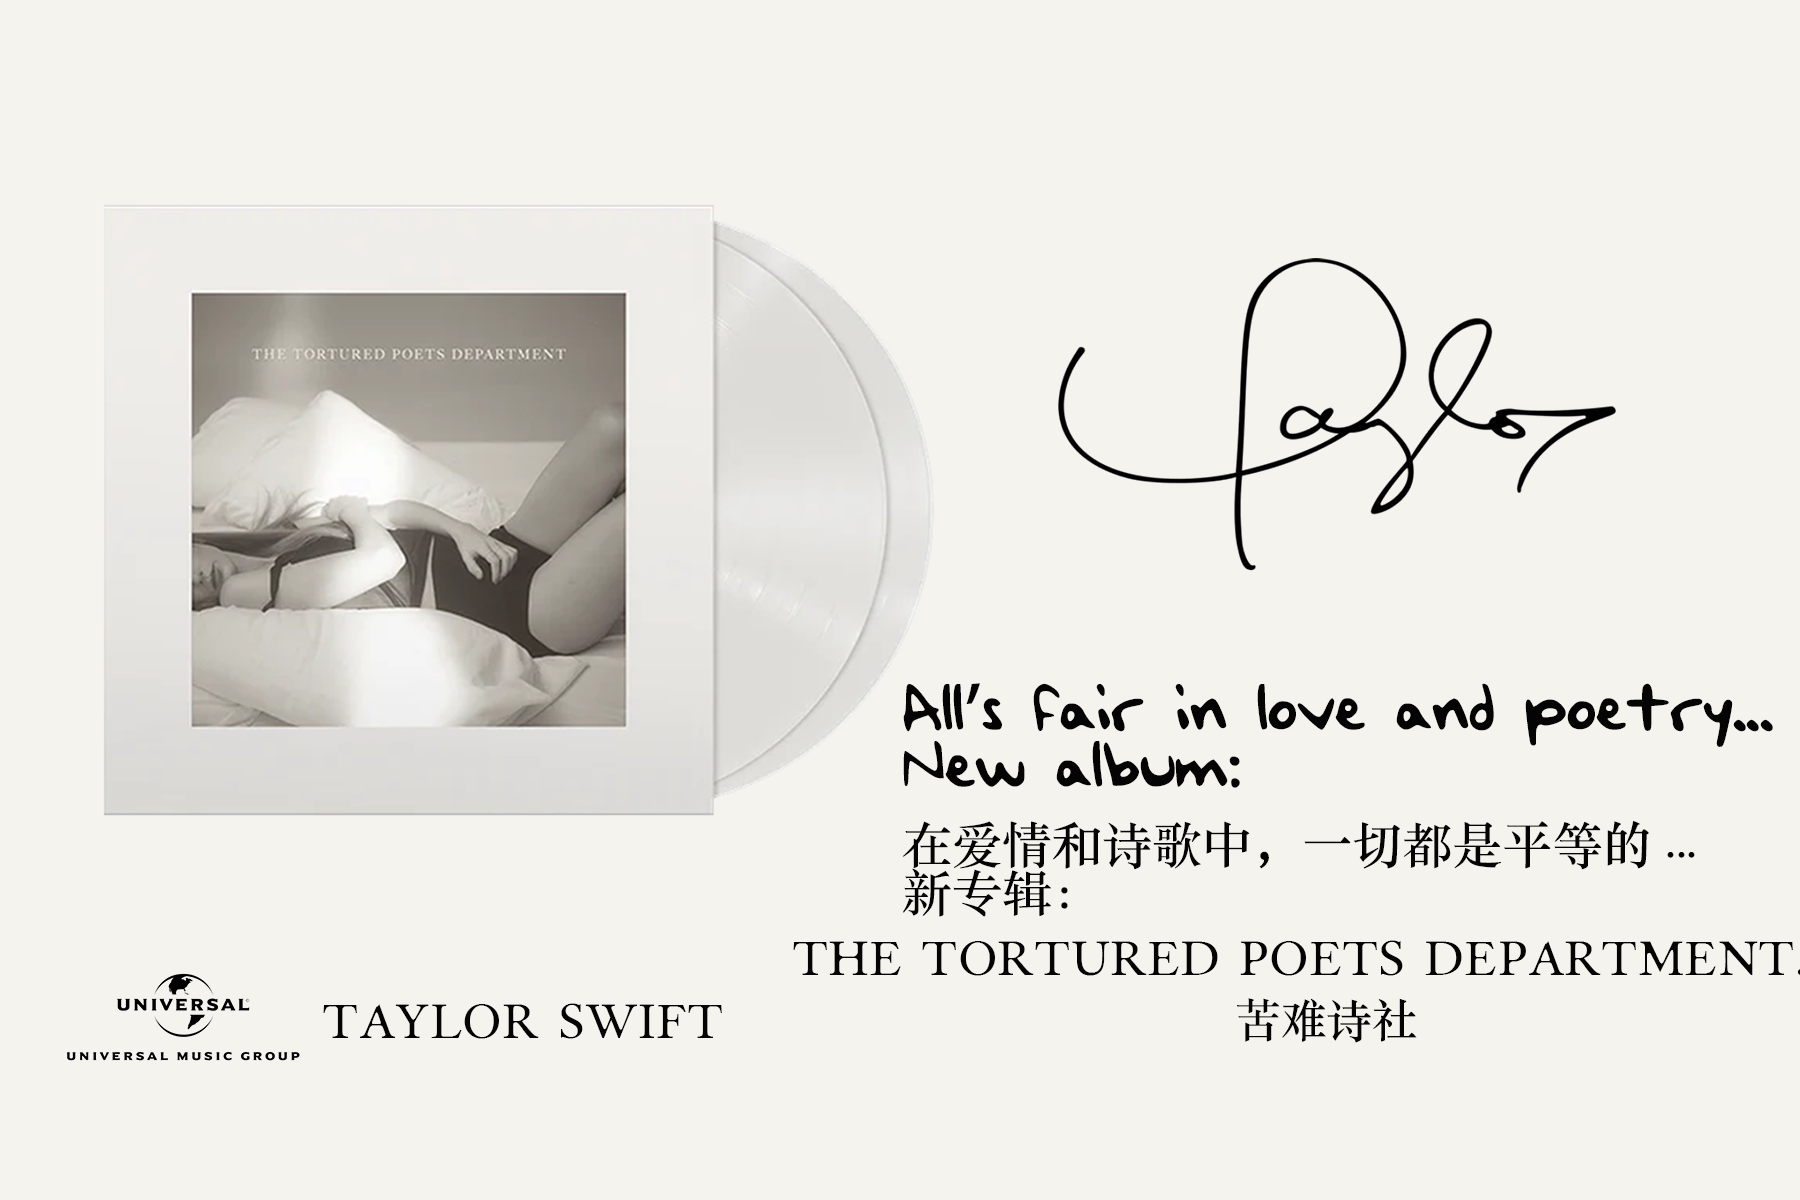 THE TORTURED POETS DEPARTMENT
Taylor
All's fair in love and poetry...
New album:
在爱情和诗歌中，一切都是平等的 ...
新专辑：
THE TORTURED POETS DEPARTMENT.
苦难诗社
UNIVERSAL
UNIVERSAL MUSIC GROUP
TAYLOR SWIFT